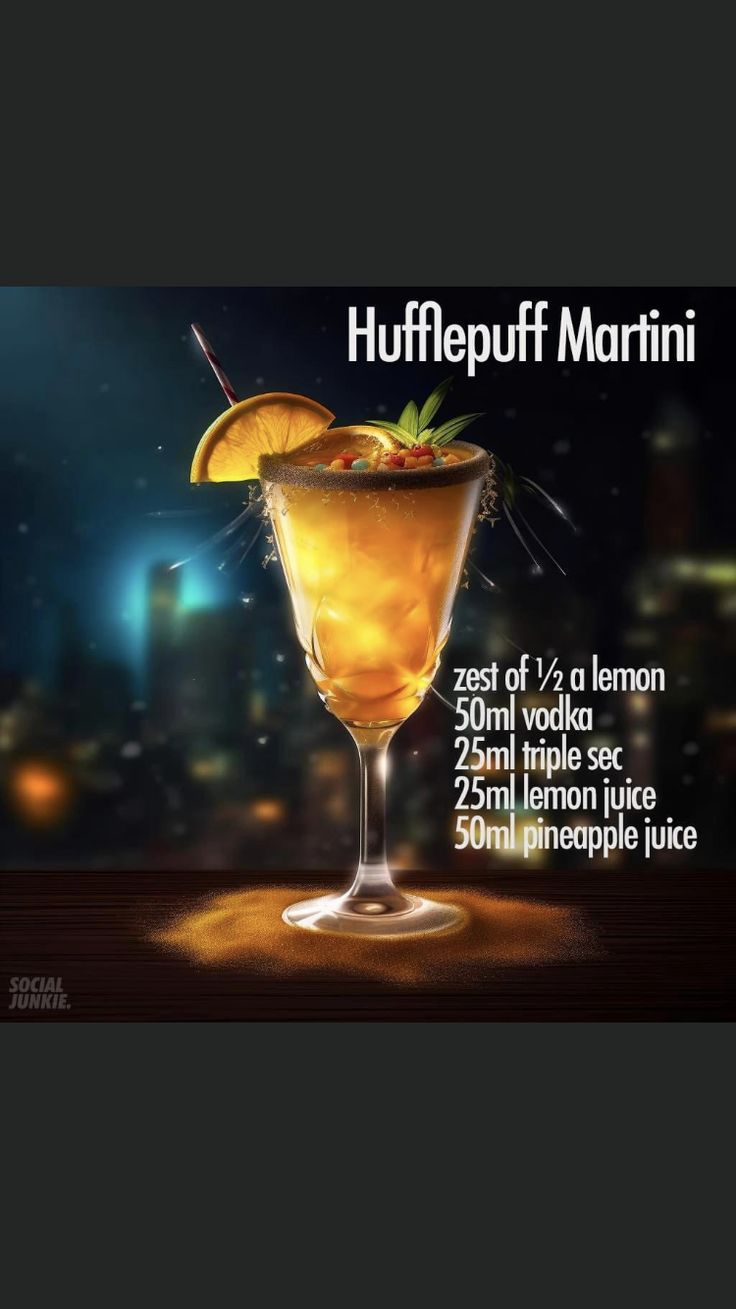 Hufflepuff Martini
zest of ½ a lemon
50ml vodka
25ml triple sec
25ml lemon juice
50ml pineapple juice
SOCIAL
JUNKIE.